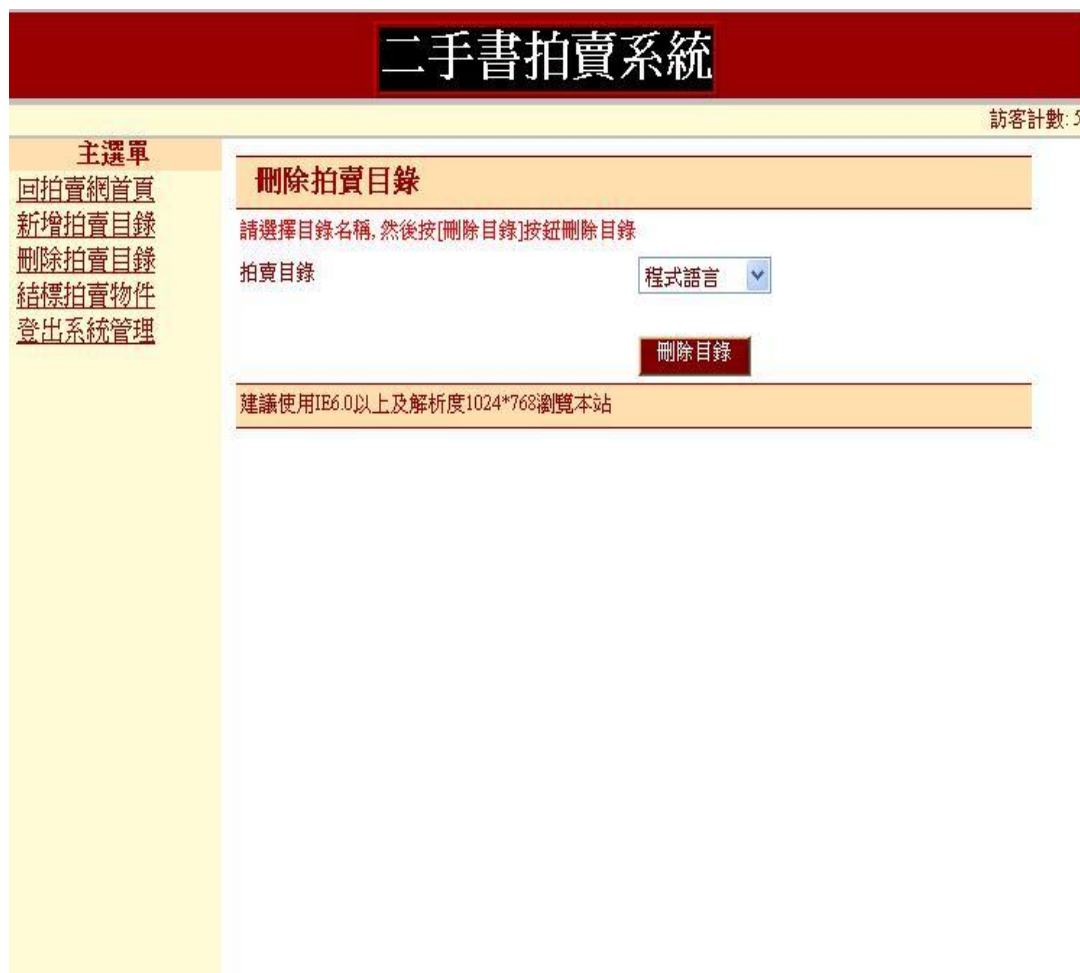 二手書拍賣系統
訪客計數: 5
主選單
回拍賣網首頁
新增拍賣目錄
刪除拍賣目錄
結標拍賣物件
登出系統管理
刪除拍賣目錄
請選擇目錄名稱, 然後按[刪除目錄]按鈕刪除目錄
拍賣目錄 程式語言
刪除目錄
建議使用IE6.0以上及解析度1024*768瀏覽本站